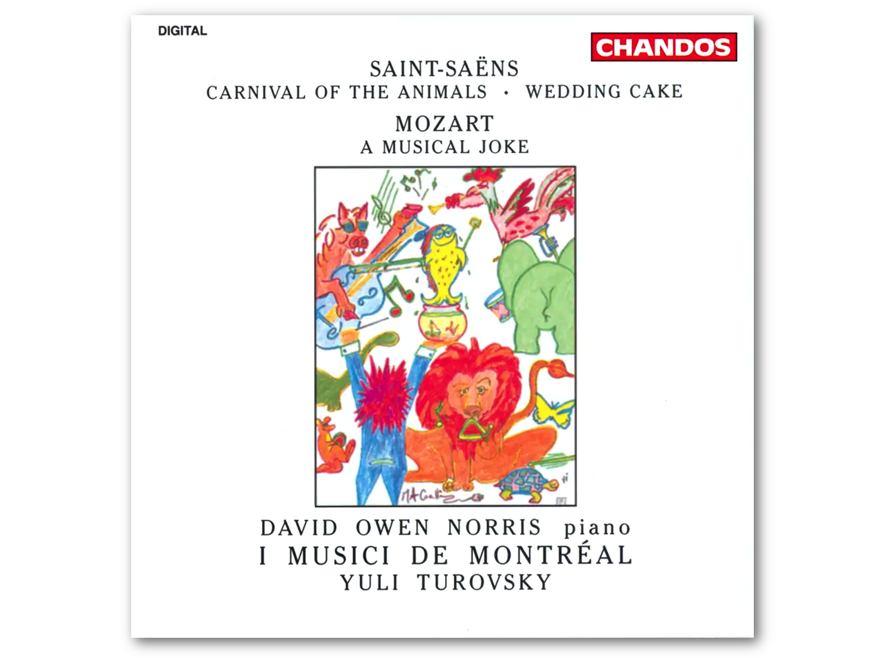 DIGITAL
CHANDOS
SAINT-SAËNS
CARNIVAL OF THE ANIMALS • WEDDING CAKE
MOZART
A MUSICAL JOKE
DAVID OWEN NORRIS piano
I MUSICI DE MONTRÉAL
YULI TUROVSKY